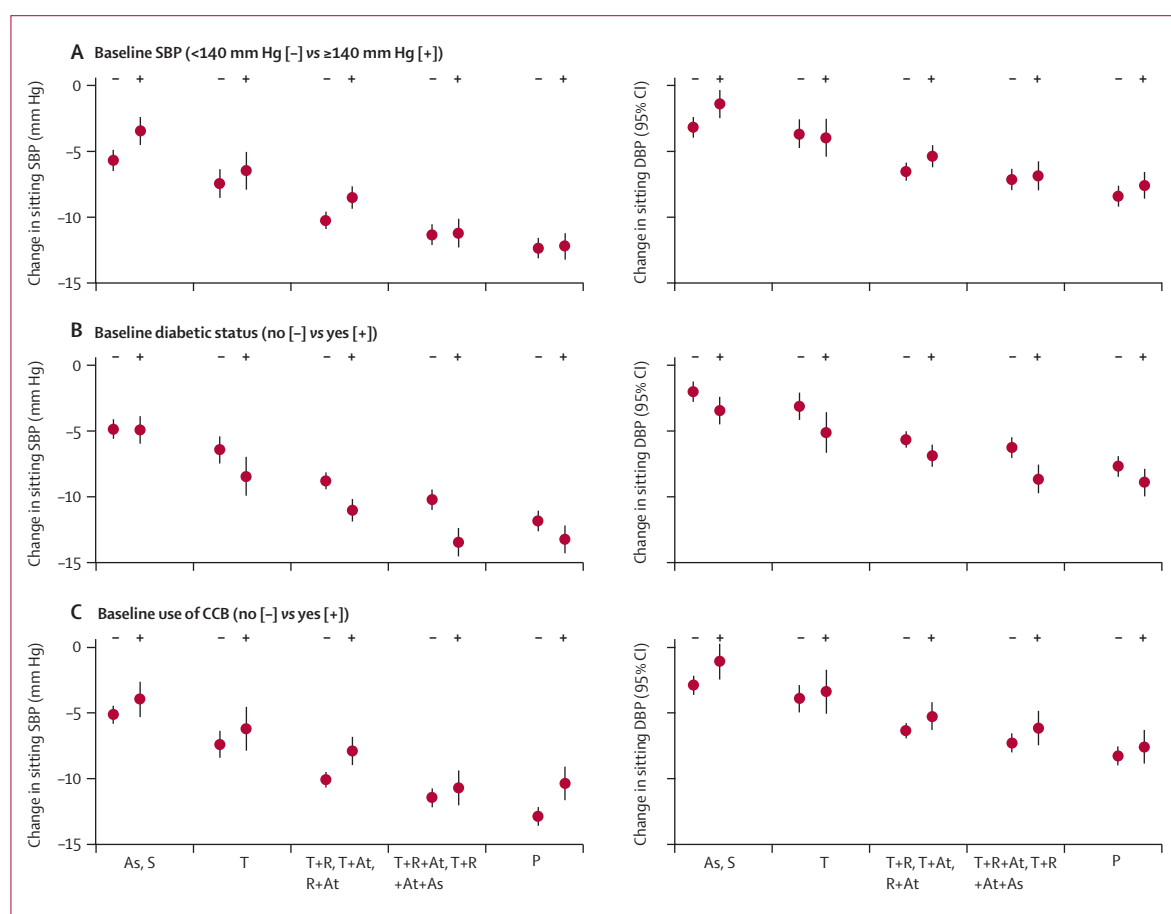 A Baseline SBP (<140 mm Hg [–] vs ≥140 mm Hg [+])
– + – + – + – + – +
– + – + – + – + – +
Change in sitting SBP (mm Hg)
–0
–5
–10
–15
Change in sitting DBP (95% CI)
B Baseline diabetic status (no [–] vs yes [+])
– + – + – + – + – +
– + – + – + – + – +
Change in sitting SBP (mm Hg)
0
–5
–10
–15
Change in sitting DBP (95% CI)
C Baseline use of CCB (no [–] vs yes [+])
– + – + – + – + – +
– + – + – + – + – +
Change in sitting SBP (mm Hg)
0
–5
–10
–15
Change in sitting DBP (95% CI)
As, S
T
T+R, T+At,
R+At
T+R+At, T+R
+At+As
P
As, S
T
T+R, T+At,
R+At
T+R+At, T+R
+At+As
P